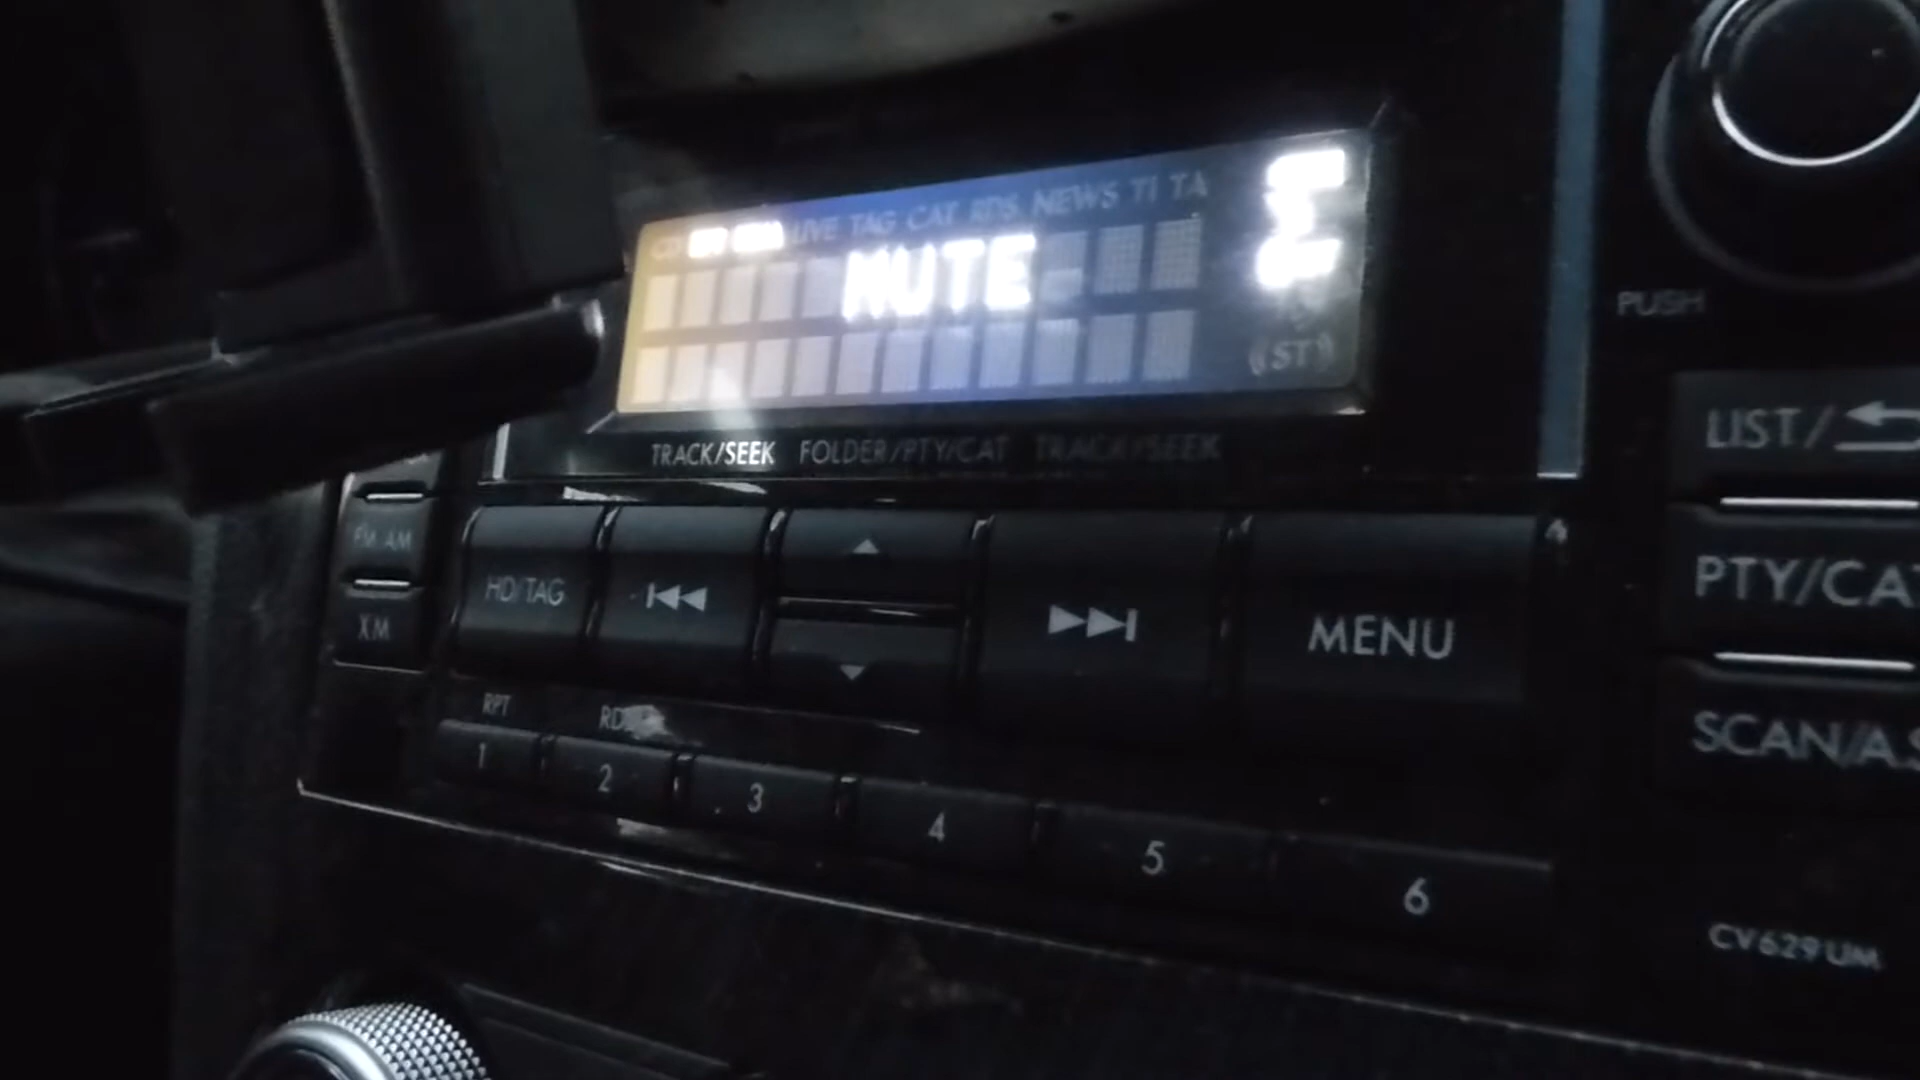 LIVE TAG CAT RDS NEWS TI TA
MUTE
(ST)
PUSH
TRACK/SEEK FOLDER/PTY/CAT TRACK/SEEK
LIST/
FM AM
HD/TAG
XM
MENU
PTY/CAT
RPT
SCAN/A.S
1 2 3 4 5 6
CV629UM